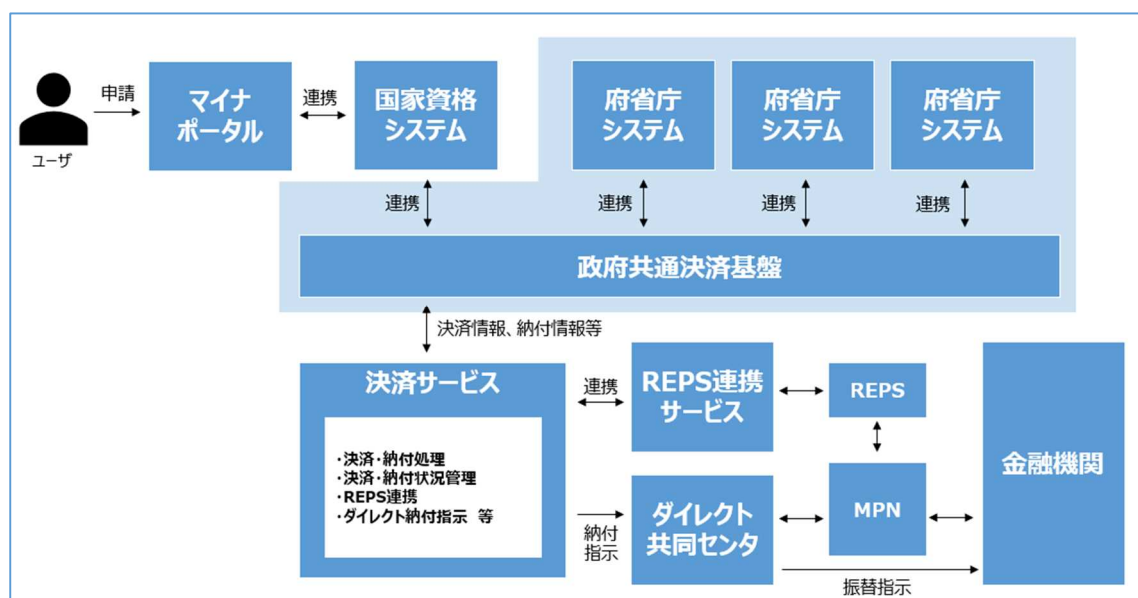 ユーザ
申請
マイナ
ポータル
連携
国家資格
システム
府省庁
システム
府省庁
システム
府省庁
システム
連携
連携
連携
連携
政府共通決済基盤
決済情報、納付情報等
決済サービス
・決済・納付処理
・決済・納付状況管理
・REPS連携
・ダイレクト納付指示 等
連携
REPS連携
サービス
REPS
金融機関
納付
指示
ダイレクト
共同センタ
MPN
振替指示